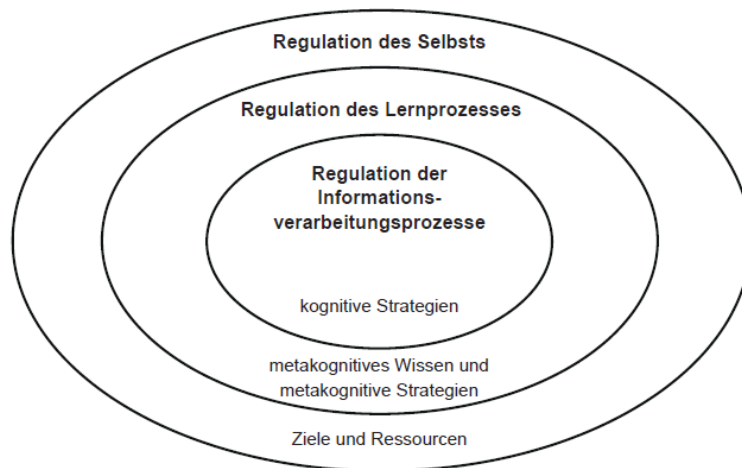 Regulation des Selbsts
Regulation des Lernprozesses
Regulation der
Informations-
verarbeitungsprozesse
kognitive Strategien
metakognitives Wissen und
metakognitive Strategien
Ziele und Ressourcen